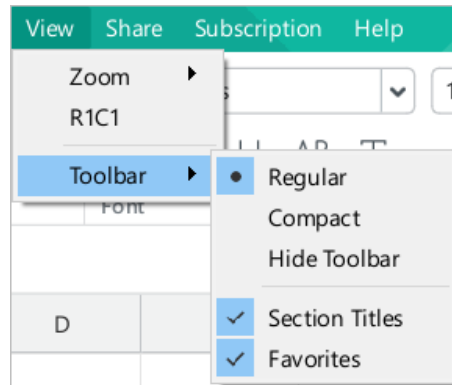 View Share Subscription Help
Zoom
R1C1
Toolbar
Font
Regular
Compact
Hide Toolbar
Section Titles
Favorites
D